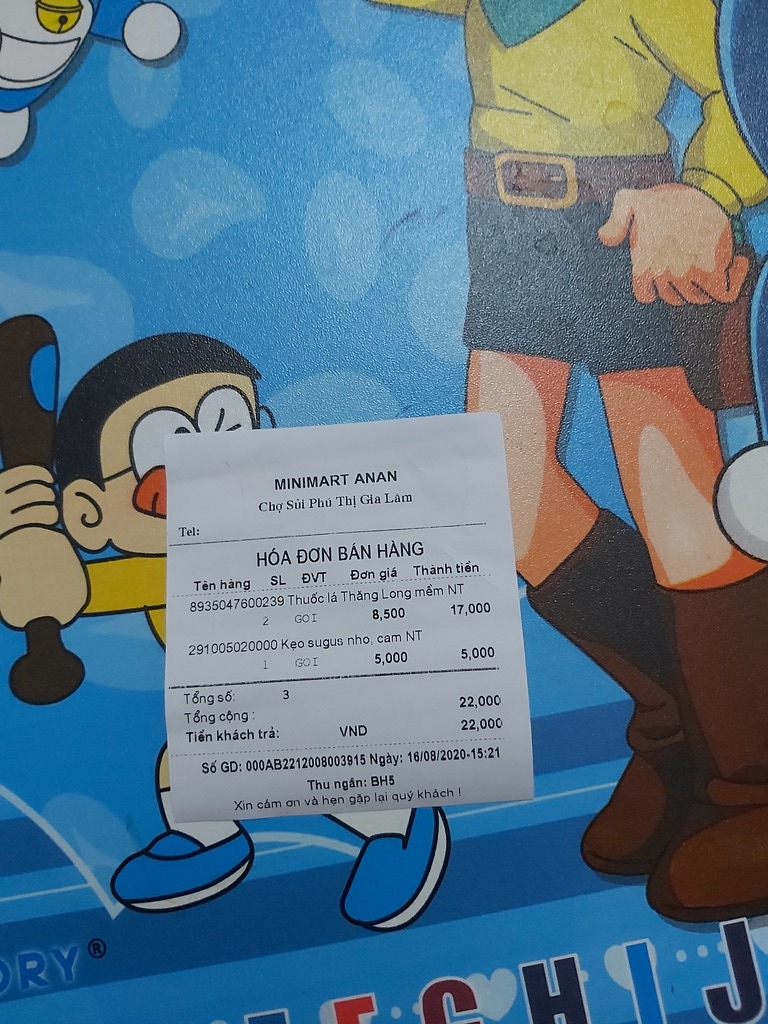 MINIMART ANAN
Chợ Sủi Phú Thị Gia Lâm
Tel:
HÓA ĐƠN BÁN HÀNG
Tên hàng SL ĐVT Đơn giá Thành tiền
8935047600239 Thuốc lá Thăng Long mềm NT
2 GOI 8,500 17,000
291005020000 Kẹo sugus nho, cam NT
1 GOI 5,000 5,000
Tổng số: 3
Tổng cộng : 22,000
Tiền khách trả: VND 22,000
Số GD: 000AB2212008003915 Ngày: 16/08/2020-15:21
Thu ngân: BH5
Xin cám ơn và hẹn gặp lại quý khách !
ORY®
G H I J